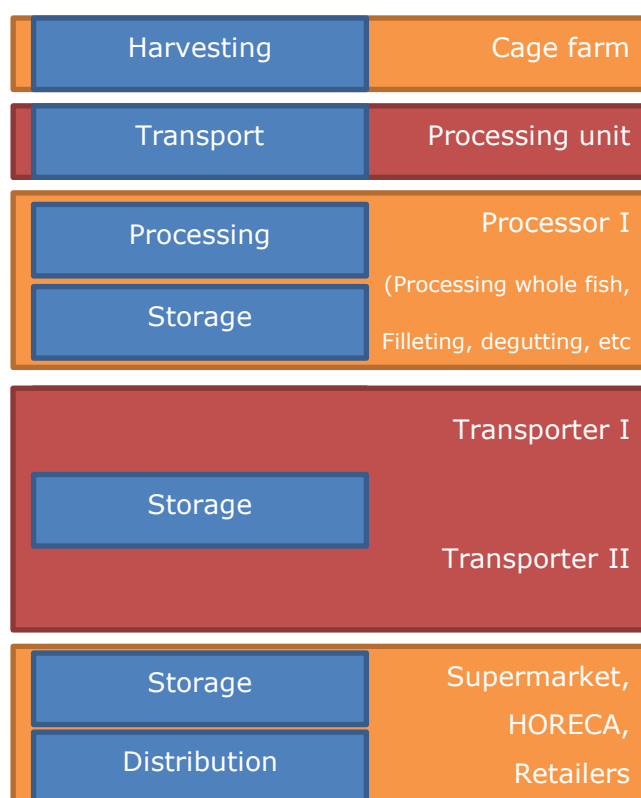 Harvesting Cage farm
Transport Processing unit
Processing Processor I
(Processing whole fish,
Storage
Filleting, degutting, etc
Transporter I
Storage
Transporter II
Storage Supermarket,
HORECA,
Distribution Retailers